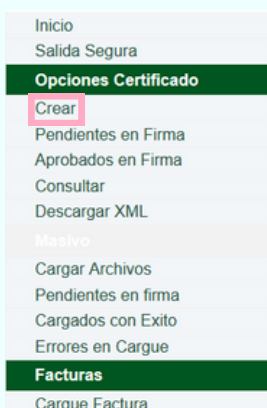 Inicio
Salida Segura
Opciones Certificado
Crear
Pendientes en Firma
Aprobados en Firma
Consultar
Descargar XML
Masivo
Cargar Archivos
Pendientes en firma
Cargados con Exito
Errores en Cargue
Facturas
Cargue Factura